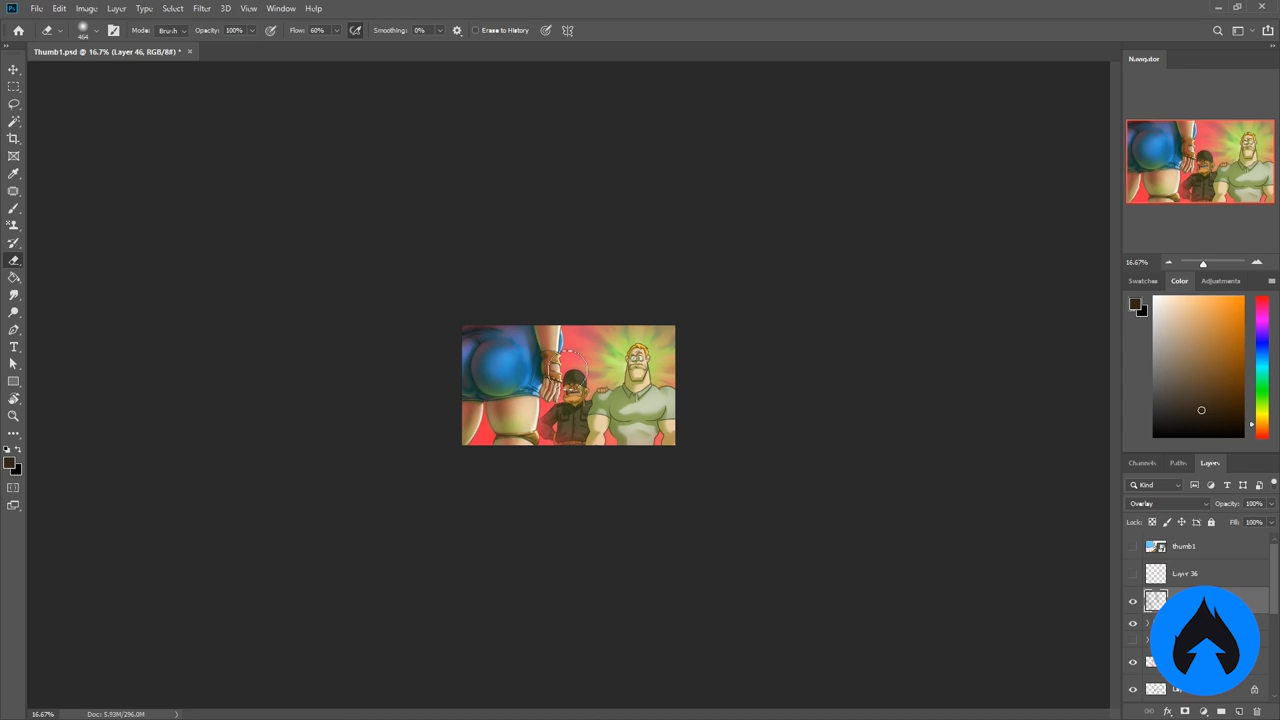 File Edit Image Layer Type Select Filter 3D View Window Help
464 Mode: Brush Opacity: 100% Flow: 60% Smoothing: 0% Erase to History
Thumb1.psd @ 16.7% (Layer 46, RGB/8#) *
Navigator
16.67%
Swatches Color Adjustments
Channels Paths Layers
Kind
Overlay Opacity: 100%
Lock: Fill: 100%
thumb1
Layer 36
16.67% Doc: 5.93M/296.0M